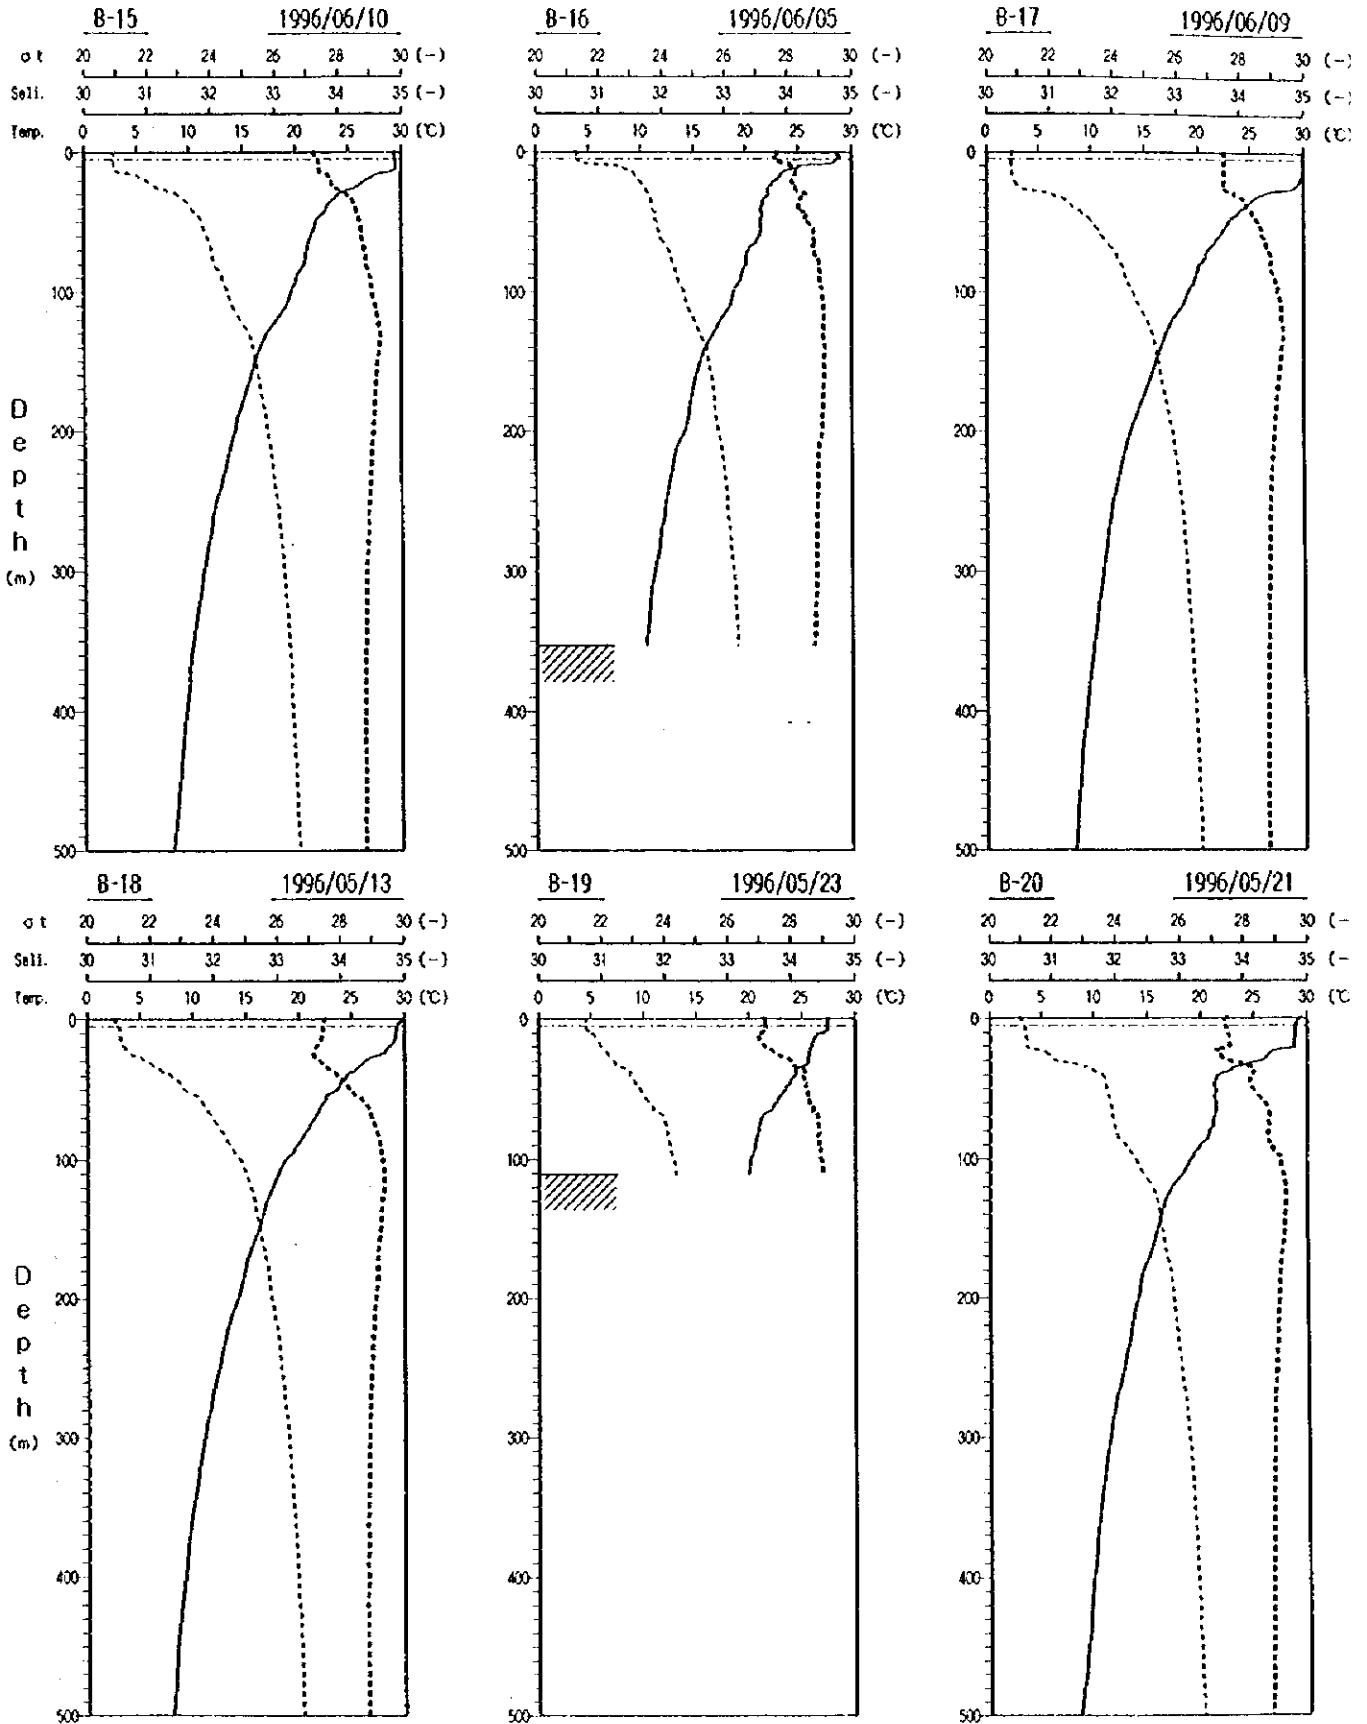 B-15 1996/06/10 B-16 1996/06/05 B-17 1996/06/09
σt 20 22 24 26 28 30 (-) 20 22 24 26 28 30 (-) 20 22 24 26 28 30 (-)
Sali. 30 31 32 33 34 35 (-) 30 31 32 33 34 35 (-) 30 31 32 33 34 35 (-)
Temp. 0 5 10 15 20 25 30 (℃) 0 5 10 15 20 25 30 (℃) 0 5 10 15 20 25 30 (℃)
0 0 0
100 100 100
Depth
(m)
200 200 200
300 300 300
400 400 400
500 500 500
B-18 1996/05/13 B-19 1996/05/23 B-20 1996/05/21
σt 20 22 24 26 28 30 (-) 20 22 24 26 28 30 (-) 20 22 24 26 28 30 (-
Sali. 30 31 32 33 34 35 (-) 30 31 32 33 34 35 (-) 30 31 32 33 34 35 (-
Temp. 0 5 10 15 20 25 30 (℃) 0 5 10 15 20 25 30 (℃) 0 5 10 15 20 25 30 (℃
0 0 0
100 100 100
Depth
(m)
200 200 200
300 300 300
400 400 400
500 500 500